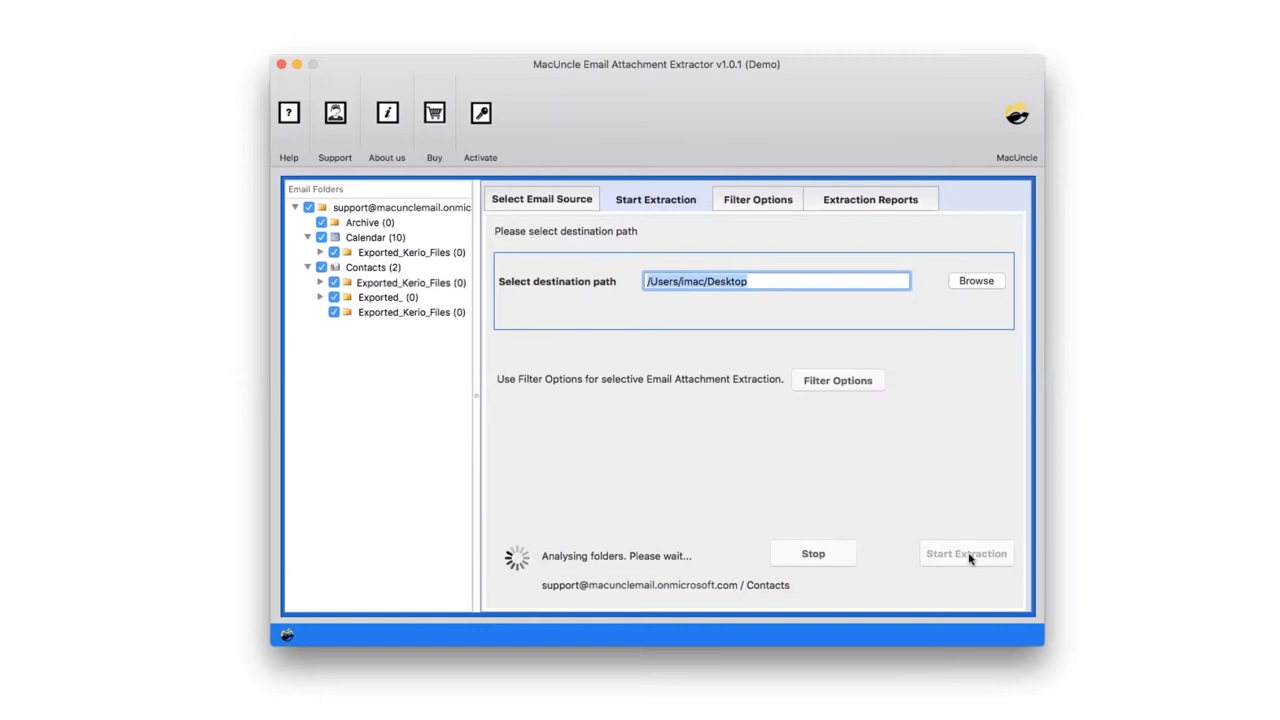 MacUncle Email Attachment Extractor v1.0.1 (Demo)
?
i
Help
Support
About us
Buy
Activate
MacUncle
Email Folders
support@macunclemail.onmic
Archive (0)
Calendar (10)
Exported_Kerio_Files (0)
Contacts (2)
Exported_Kerio_Files (0)
Exported_ (0)
Exported_Kerio_Files (0)
Select Email Source
Start Extraction
Filter Options
Extraction Reports
Please select destination path
Select destination path
/Users/imac/Desktop
Browse
Use Filter Options for selective Email Attachment Extraction.
Filter Options
Analysing folders. Please wait...
Stop
Start Extraction
support@macunclemail.onmicrosoft.com / Contacts